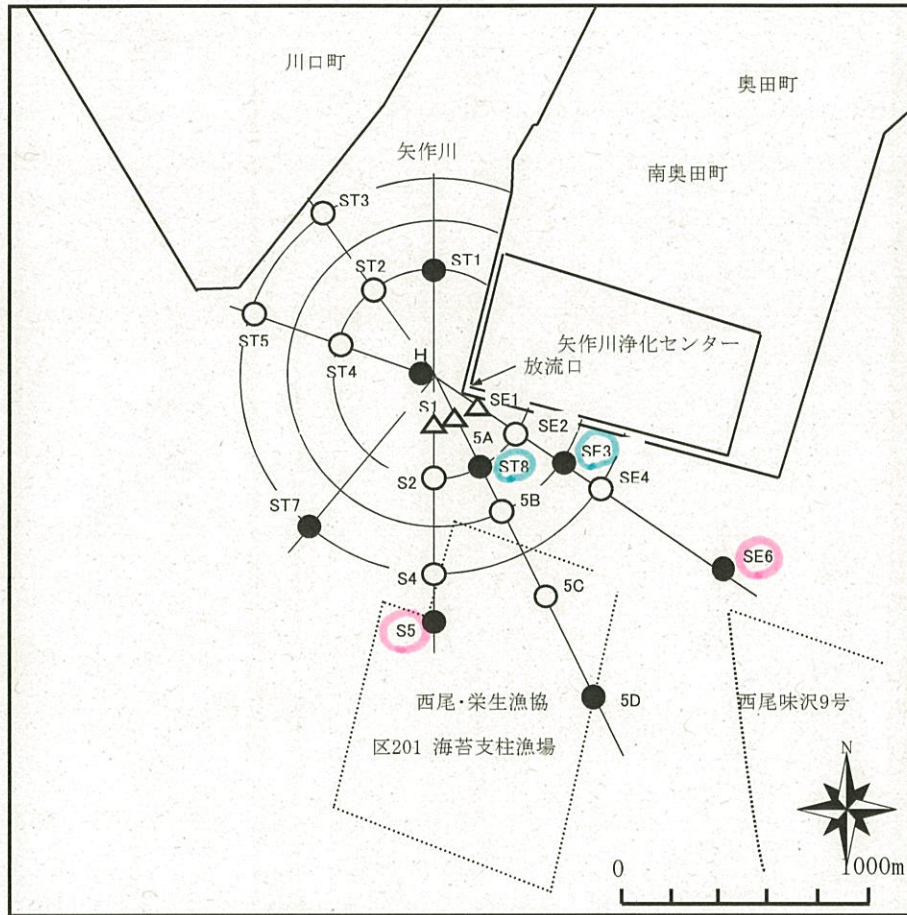 川口町
奥田町
矢作川
南奥田町
ST3
ST1
ST2
ST5
矢作川浄化センター
放流口
H
ST4
SE1
S1
5A
SE2
ST8
SF3
S2
SE4
5B
ST7
SE6
S4
5C
S5
西尾・栄生漁協
5D
西尾味沢9号
区201 海苔支柱漁場
N
0
1000m